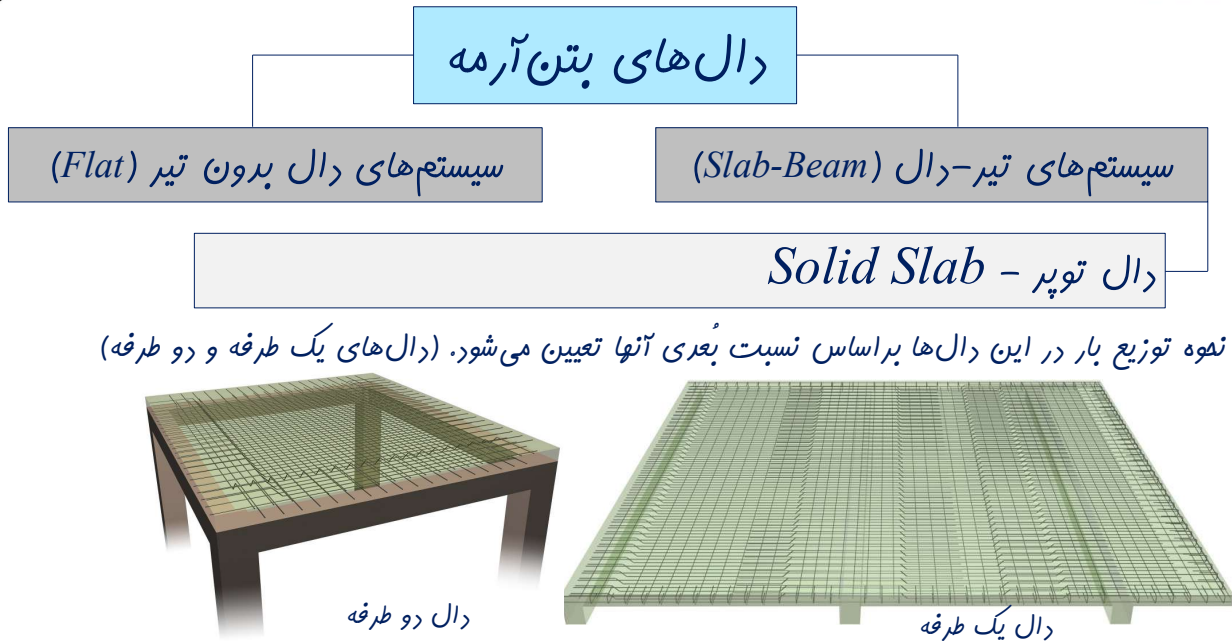 دال‌های بتن‌آرمه
سیستم‌های تیر-دال (Slab-Beam)
سیستم‌های دال بدون تیر (Flat)
دال توپر - Solid Slab
نحوه توزیع بار در این دال‌ها براساس نسبت بُعدی آنها تعیین می‌شود. (دال‌های یک طرفه و دو طرفه)
دال یک طرفه
دال دو طرفه